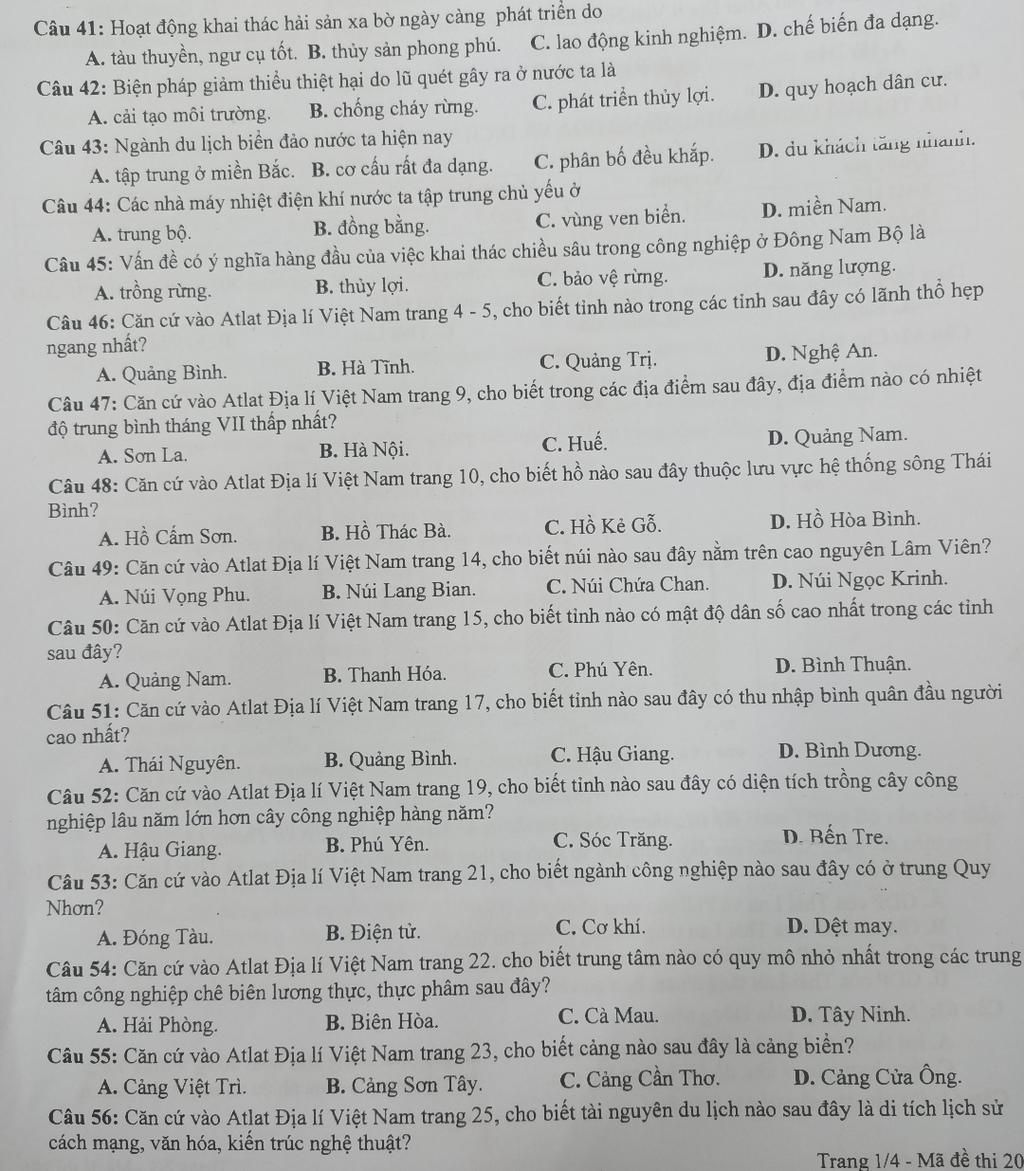 Câu 41: Hoạt động khai thác hải sản xa bờ ngày càng phát triển do
A. tàu thuyền, ngư cụ tốt. B. thủy sản phong phú. C. lao động kinh nghiệm. D. chế biến đa dạng.
Câu 42: Biện pháp giảm thiểu thiệt hại do lũ quét gây ra ở nước ta là
A. cải tạo môi trường. B. chống cháy rừng. C. phát triển thủy lợi. D. quy hoạch dân cư.
Câu 43: Ngành du lịch biển đảo nước ta hiện nay
A. tập trung ở miền Bắc. B. cơ cấu rất đa dạng. C. phân bố đều khắp. D. du khách tăng nhanh.
Câu 44: Các nhà máy nhiệt điện khí nước ta tập trung chủ yếu ở
A. trung bộ. B. đồng bằng. C. vùng ven biển. D. miền Nam.
Câu 45: Vấn đề có ý nghĩa hàng đầu của việc khai thác chiều sâu trong công nghiệp ở Đông Nam Bộ là
A. trồng rừng. B. thủy lợi. C. bảo vệ rừng. D. năng lượng.
Câu 46: Căn cứ vào Atlat Địa lí Việt Nam trang 4 - 5, cho biết tỉnh nào trong các tỉnh sau đây có lãnh thổ hẹp
ngang nhất?
A. Quảng Bình. B. Hà Tĩnh. C. Quảng Trị. D. Nghệ An.
Câu 47: Căn cứ vào Atlat Địa lí Việt Nam trang 9, cho biết trong các địa điểm sau đây, địa điểm nào có nhiệt
độ trung bình tháng VII thấp nhất?
A. Sơn La. B. Hà Nội. C. Huế. D. Quảng Nam.
Câu 48: Căn cứ vào Atlat Địa lí Việt Nam trang 10, cho biết hồ nào sau đây thuộc lưu vực hệ thống sông Thái
Bình?
A. Hồ Cấm Sơn. B. Hồ Thác Bà. C. Hồ Kẻ Gỗ. D. Hồ Hòa Bình.
Câu 49: Căn cứ vào Atlat Địa lí Việt Nam trang 14, cho biết núi nào sau đây nằm trên cao nguyên Lâm Viên?
A. Núi Vọng Phu. B. Núi Lang Bian. C. Núi Chứa Chan. D. Núi Ngọc Krinh.
Câu 50: Căn cứ vào Atlat Địa lí Việt Nam trang 15, cho biết tỉnh nào có mật độ dân số cao nhất trong các tỉnh
sau đây?
A. Quảng Nam. B. Thanh Hóa. C. Phú Yên. D. Bình Thuận.
Câu 51: Căn cứ vào Atlat Địa lí Việt Nam trang 17, cho biết tỉnh nào sau đây có thu nhập bình quân đầu người
cao nhất?
A. Thái Nguyên. B. Quảng Bình. C. Hậu Giang. D. Bình Dương.
Câu 52: Căn cứ vào Atlat Địa lí Việt Nam trang 19, cho biết tỉnh nào sau đây có diện tích trồng cây công
nghiệp lâu năm lớn hơn cây công nghiệp hàng năm?
A. Hậu Giang. B. Phú Yên. C. Sóc Trăng. D. Bến Tre.
Câu 53: Căn cứ vào Atlat Địa lí Việt Nam trang 21, cho biết ngành công nghiệp nào sau đây có ở trung Quy
Nhơn?
A. Đóng Tàu. B. Điện tử. C. Cơ khí. D. Dệt may.
Câu 54: Căn cứ vào Atlat Địa lí Việt Nam trang 22. cho biết trung tâm nào có quy mô nhỏ nhất trong các trung
tâm công nghiệp chê biên lương thực, thực phâm sau đây?
A. Hải Phòng. B. Biên Hòa. C. Cà Mau. D. Tây Ninh.
Câu 55: Căn cứ vào Atlat Địa lí Việt Nam trang 23, cho biết cảng nào sau đây là cảng biển?
A. Cảng Việt Trì. B. Cảng Sơn Tây. C. Cảng Cần Thơ. D. Cảng Cửa Ông.
Câu 56: Căn cứ vào Atlat Địa lí Việt Nam trang 25, cho biết tài nguyên du lịch nào sau đây là di tích lịch sử
cách mạng, văn hóa, kiến trúc nghệ thuật?
Trang 1/4 - Mã đề thi 20